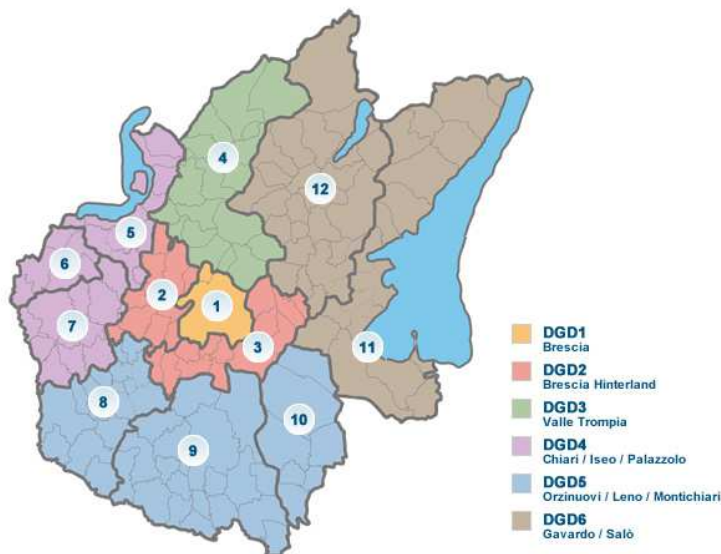 4
12
5
6
2
1
7
3
11
8
10
9
DGD1
Brescia
DGD2
Brescia Hinterland
DGD3
Valle Trompia
DGD4
Chiari / Iseo / Palazzolo
DGD5
Orzinuovi / Leno / Montichiari
DGD6
Gavardo / Salò